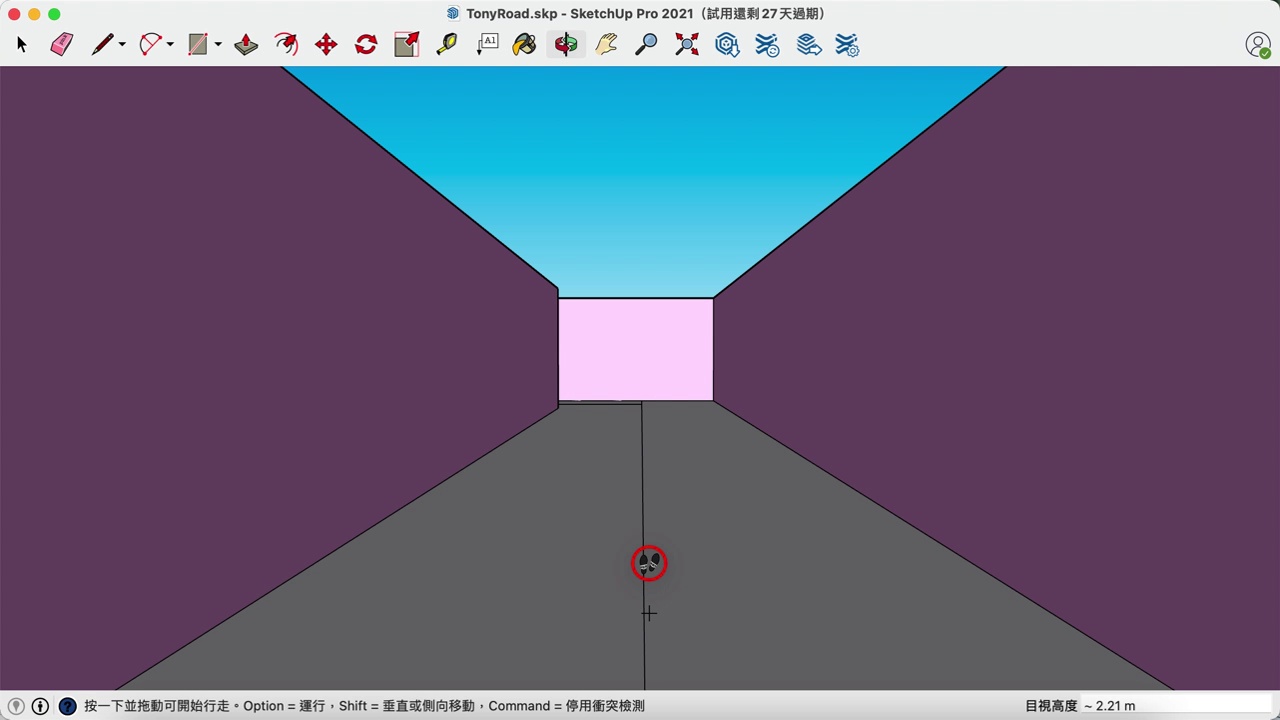 TonyRoad.skp - SketchUp Pro 2021（試用還剩 27 天過期）
A1
按一下並拖動可開始行走。Option = 運行，Shift = 垂直或側向移動，Command = 停用衝突檢測
目視高度 ~ 2.21 m